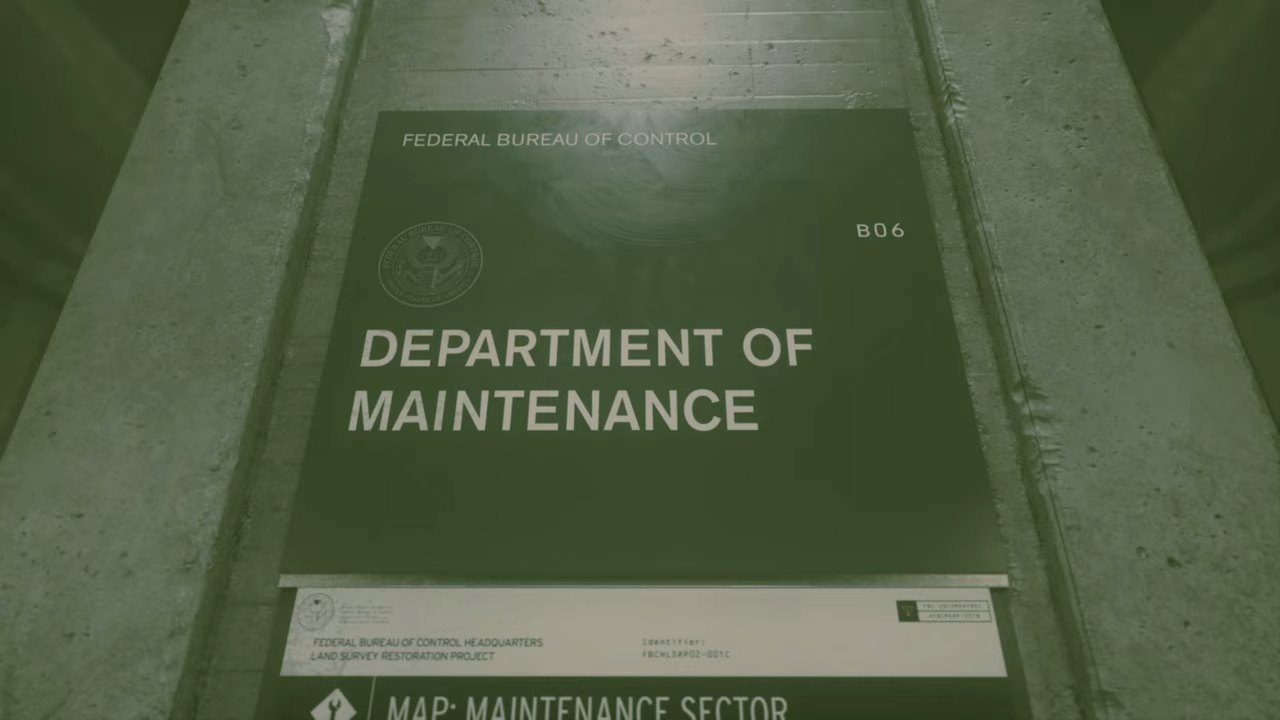 FEDERAL BUREAU OF CONTROL
B06
DEPARTMENT OF
MAINTENANCE
FEDERAL BUREAU OF CONTROL HEADQUARTERS
LAND SURVEY RESTORATION PROJECT
Identifier:
MAP: MAINTENANCE SECTOR